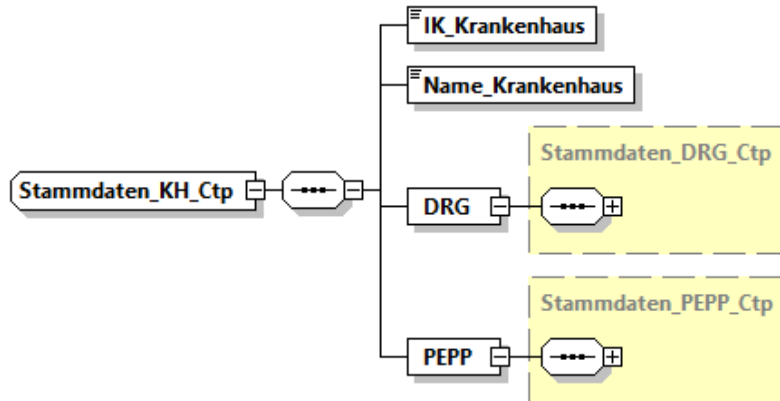 IK_Krankenhaus
Name_Krankenhaus
Stammdaten_DRG_Ctp
Stammdaten_KH_Ctp
DRG
Stammdaten_PEPP_Ctp
PEPP